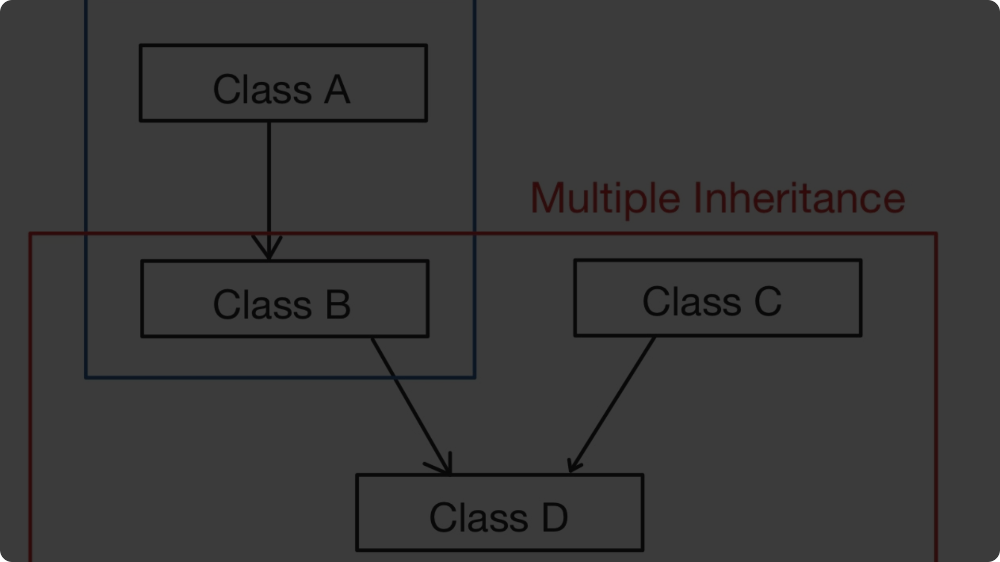 Class A
Multiple Inheritance
Class B
Class C
Class D